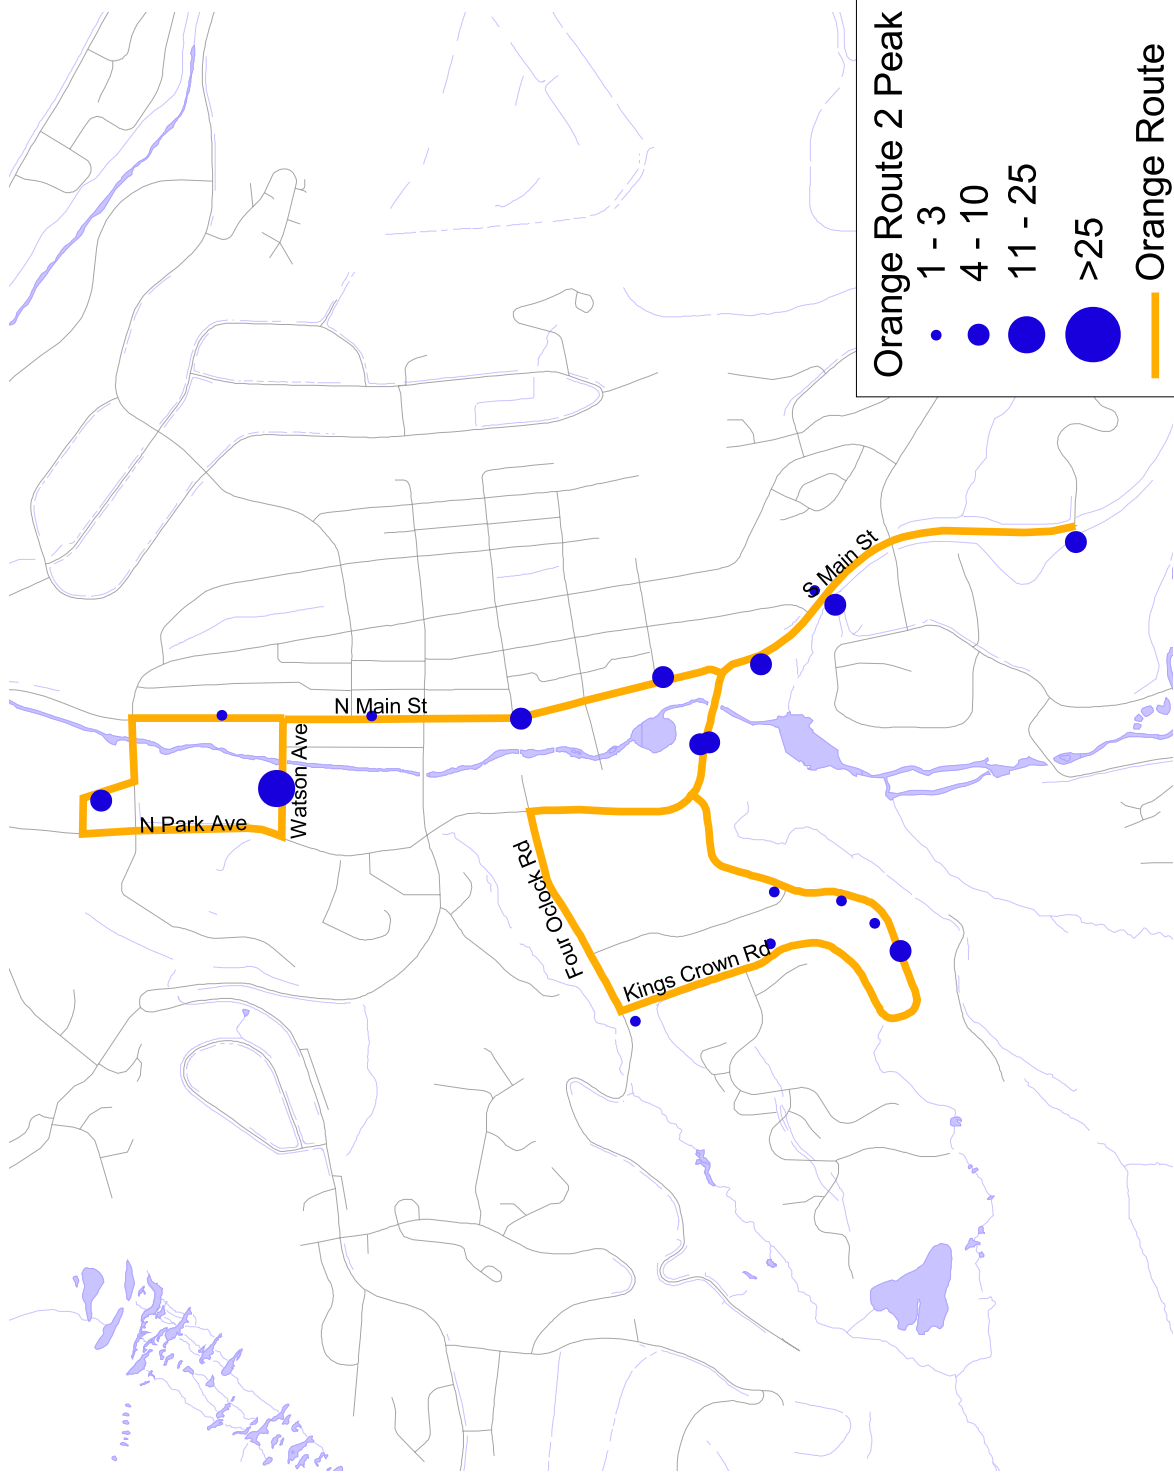 N Main St
Watson Ave
N Park Ave
Four Oclock Rd
Kings Crown Rd
S Main St
Orange Route 2 Peak
1 - 3
4 - 10
11 - 25
>25
Orange Route